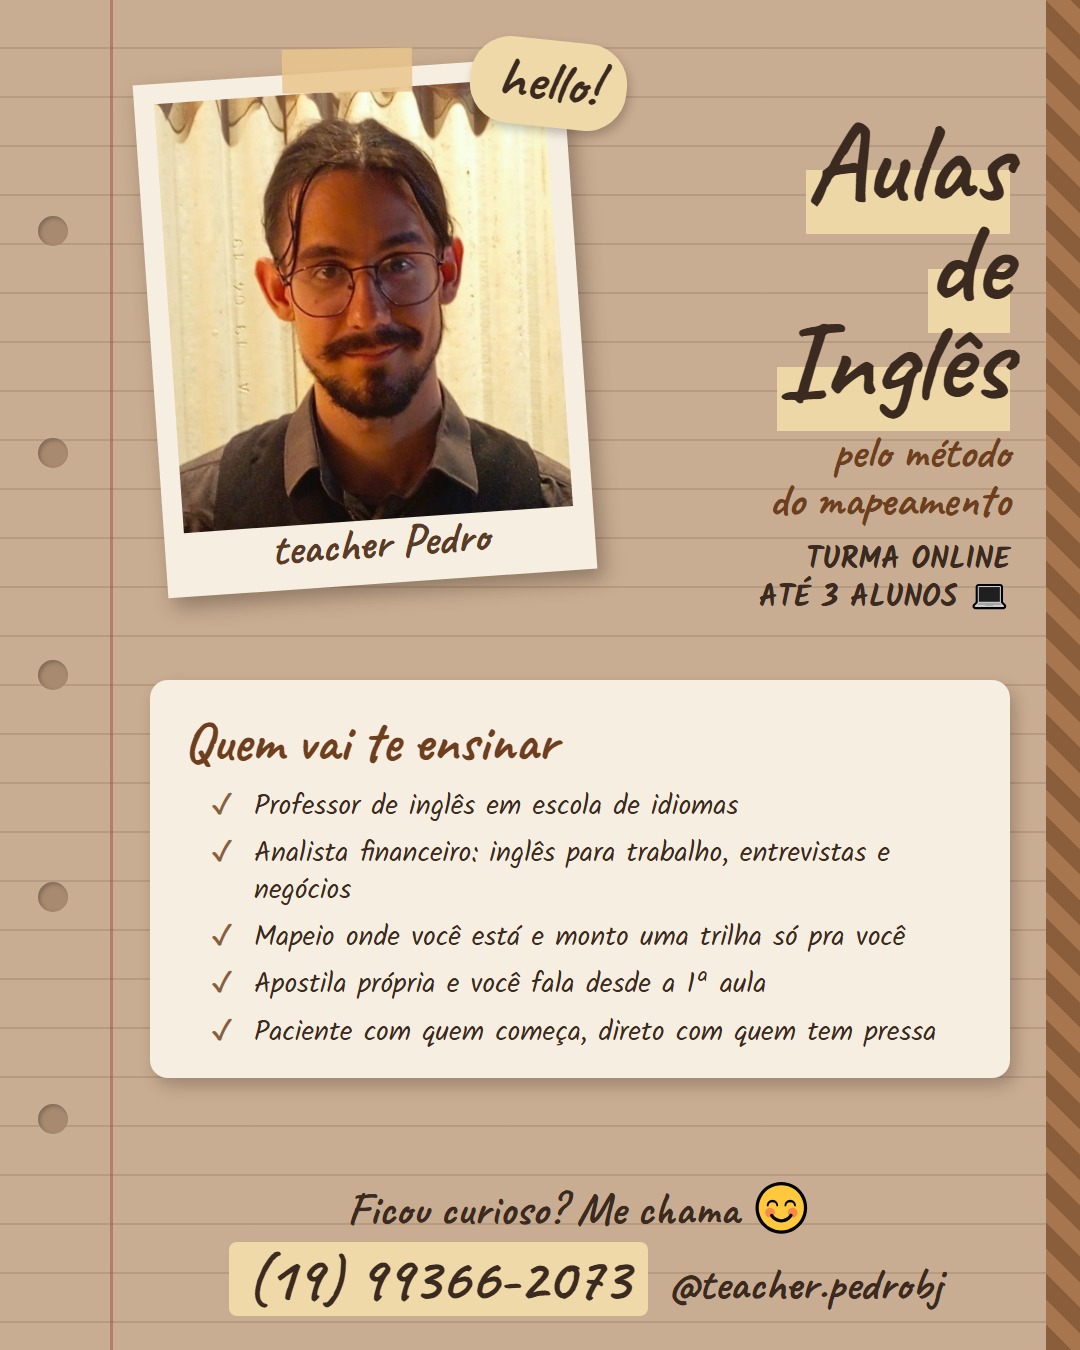 hello!
Aulas
de
Inglês
pelo método
do mapeamento
TURMA ONLINE
ATÉ 3 ALUNOS
teacher Pedro
Quem vai te ensinar
✓ Professor de inglês em escola de idiomas
✓ Analista financeiro: inglês para trabalho, entrevistas e
negócios
✓ Mapeio onde você está e monto uma trilha só pra você
✓ Apostila própria e você fala desde a 1ª aula
✓ Paciente com quem começa, direto com quem tem pressa
Ficou curioso? Me chama 😊
(19) 99366-2073 @teacher.pedrobj